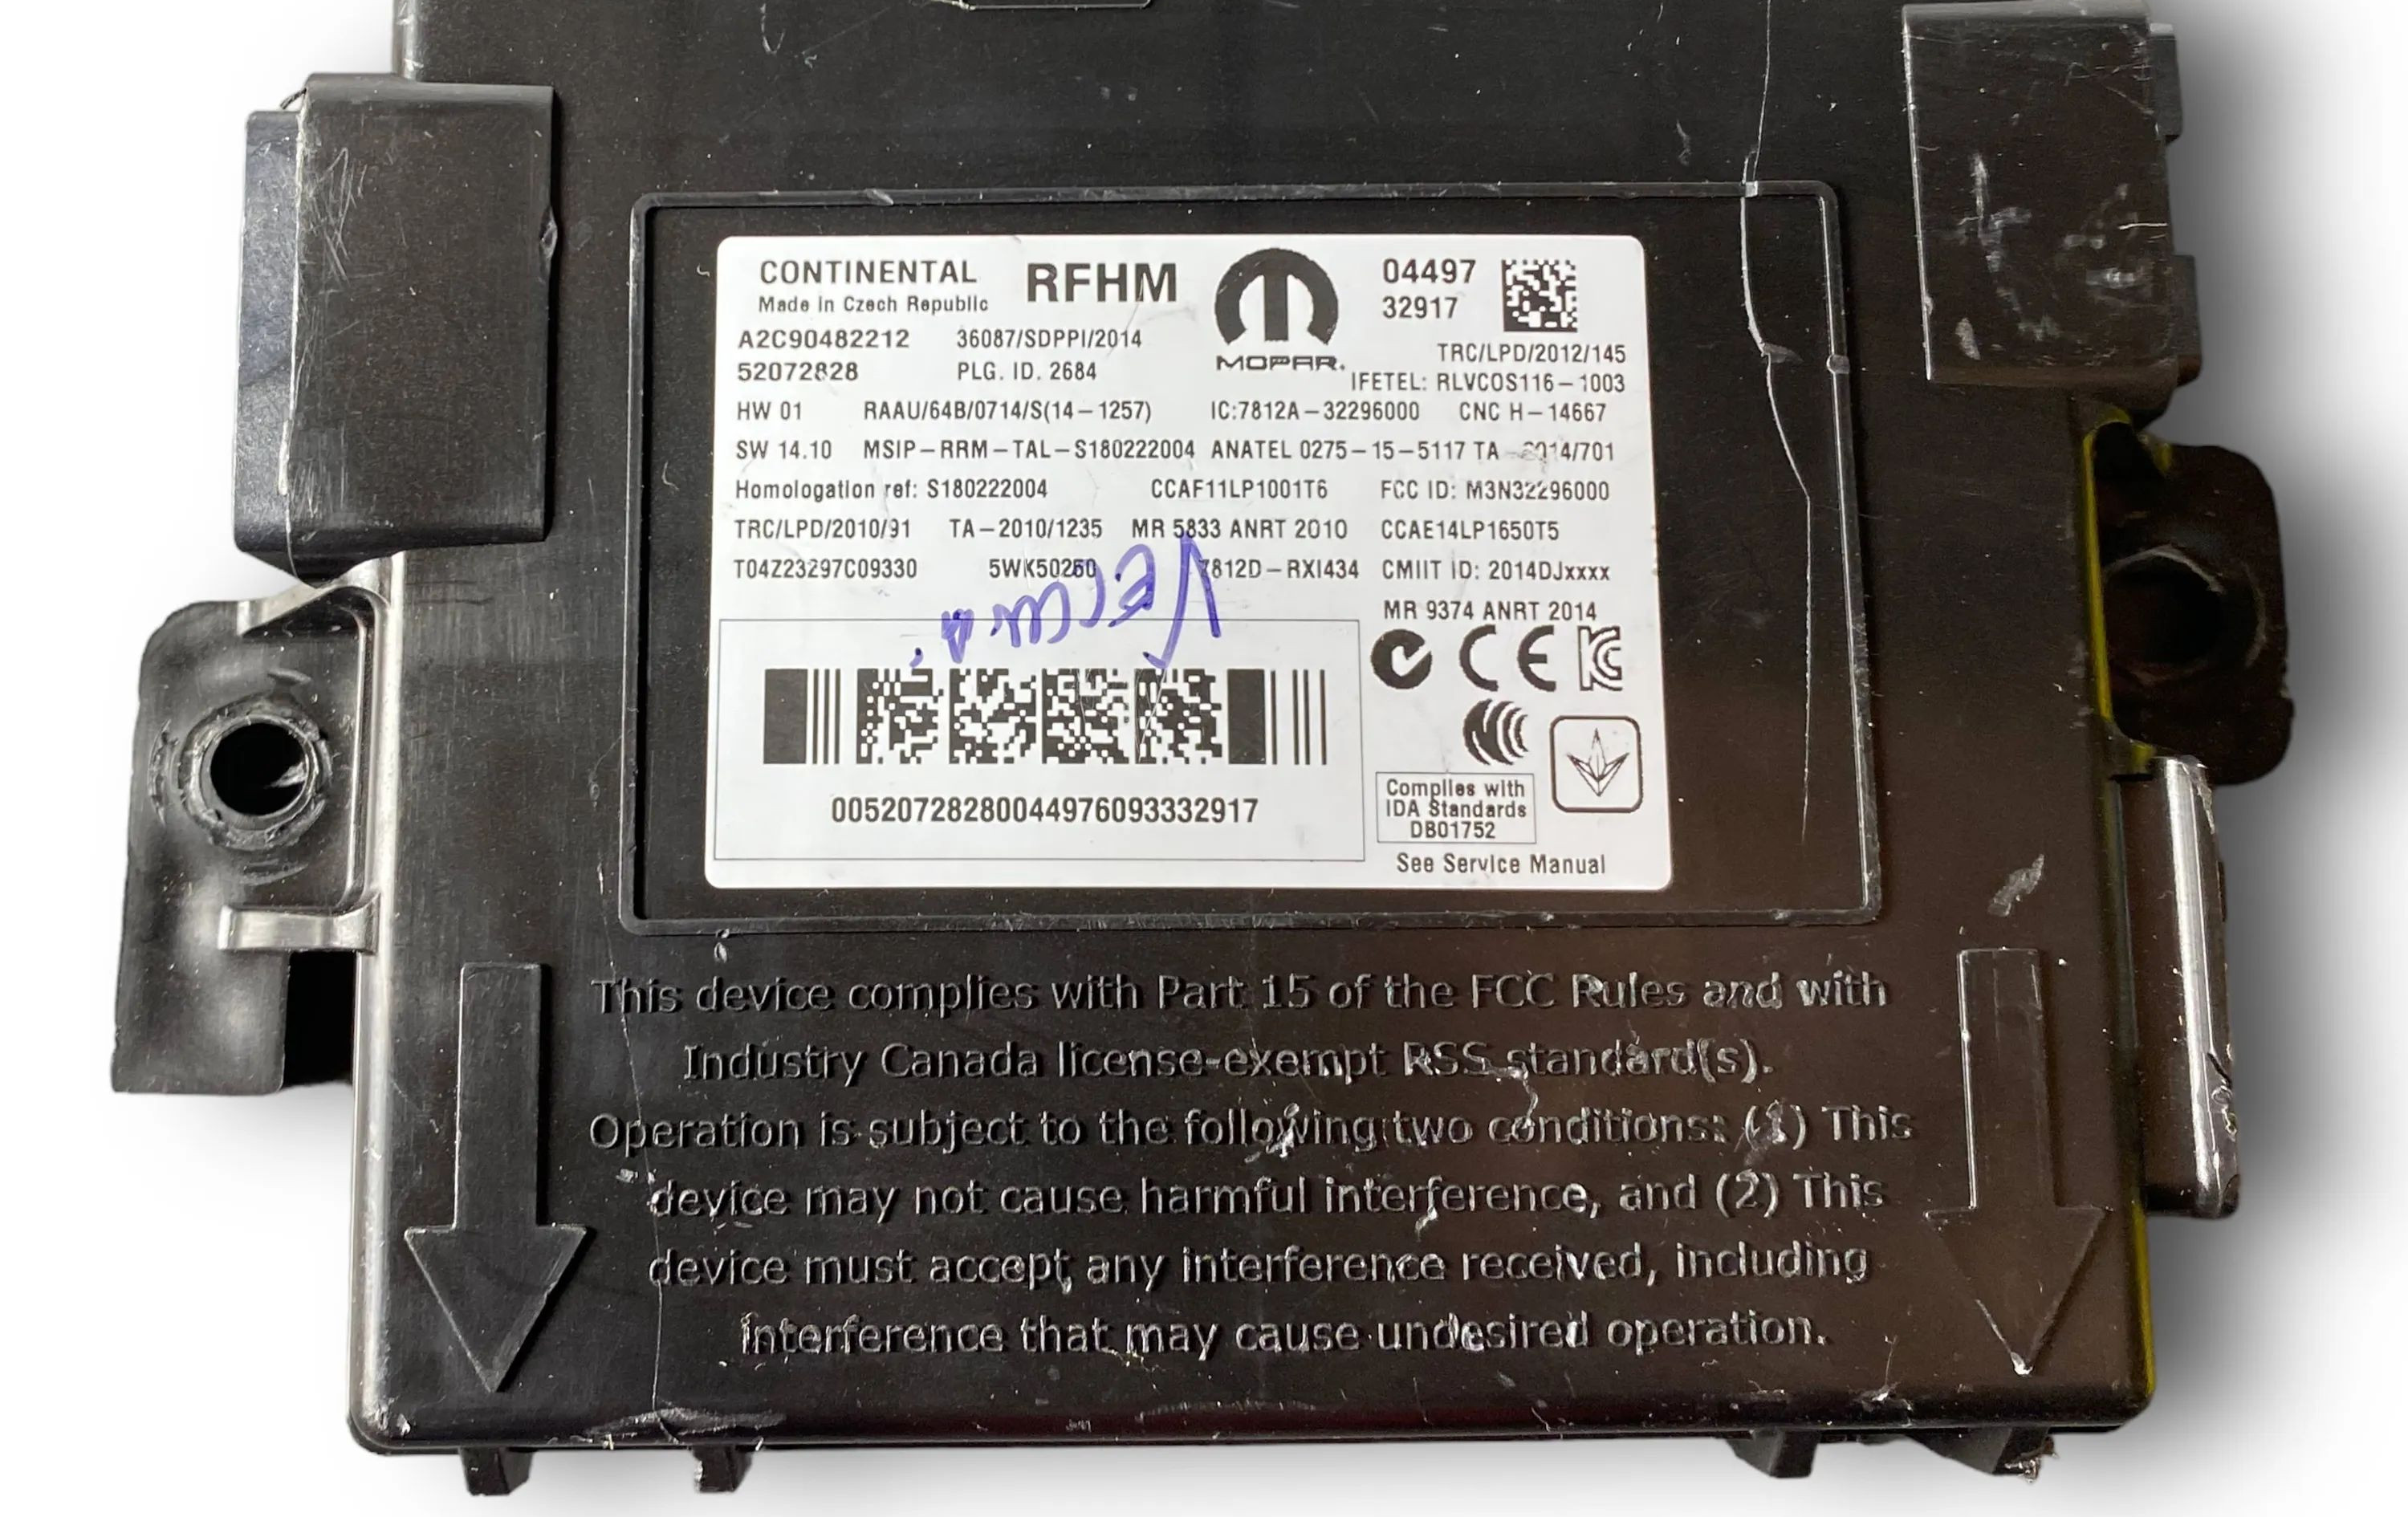 CONTINENTAL RFHM 04497
Made in Czech Republic 32917
MOPAR.
A2C90482212 36087/SDPPI/2014 TRC/LPD/2012/145
52072828 PLG. ID. 2684 IFETEL: RLVCOS116-1003
HW 01 RAAU/64B/0714/S(14-1257) IC:7812A-32296000 CNC H-14667
SW 14.10 MSIP-RRM-TAL-S180222004 ANATEL 0275-15-5117 TA-2014/701
Homologation ref: S180222004 CCAF11LP1001T6 FCC ID: M3N32296000
TRC/LPD/2010/91 TA-2010/1235 MR 5833 ANRT 2010 CCAE14LP1650T5
T04Z23297C09330 5WK50260 7812D-RXI434 CMIIT ID: 2014DJxxxx
MR 9374 ANRT 2014
CE
Complies with
IDA Standards
DB01752
00520728280044976093332917
See Service Manual
This device complies with Part 15 of the FCC Rules and with
Industry Canada license-exempt RSS standard(s).
Operation is subject to the following two conditions: (1) This
device may not cause harmful interference, and (2) This
device must accept any interference received, including
interference that may cause undesired operation.